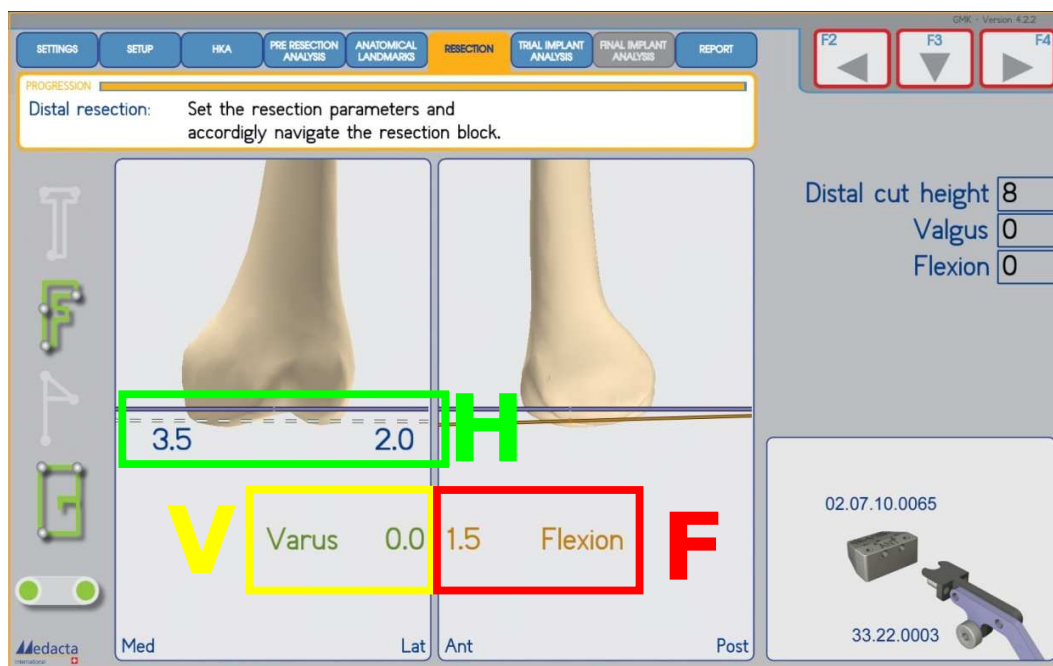 GMK - Version 4.2.2
SETTINGS
SETUP
HKA
PRE RESECTION
ANALYSIS
ANATOMICAL
LANDMARKS
RESECTION
TRIAL IMPLANT
ANALYSIS
FINAL IMPLANT
ANALYSIS
REPORT
F2
F3
F4
PROGRESSION
Distal resection: Set the resection parameters and
accordigly navigate the resection block.
Distal cut height 8
Valgus 0
Flexion 0
T
F
G
3.5 2.0
H
V
Varus 0.0
1.5 Flexion
F
Med Lat
Ant Post
02.07.10.0065
33.22.0003
Medacta
International